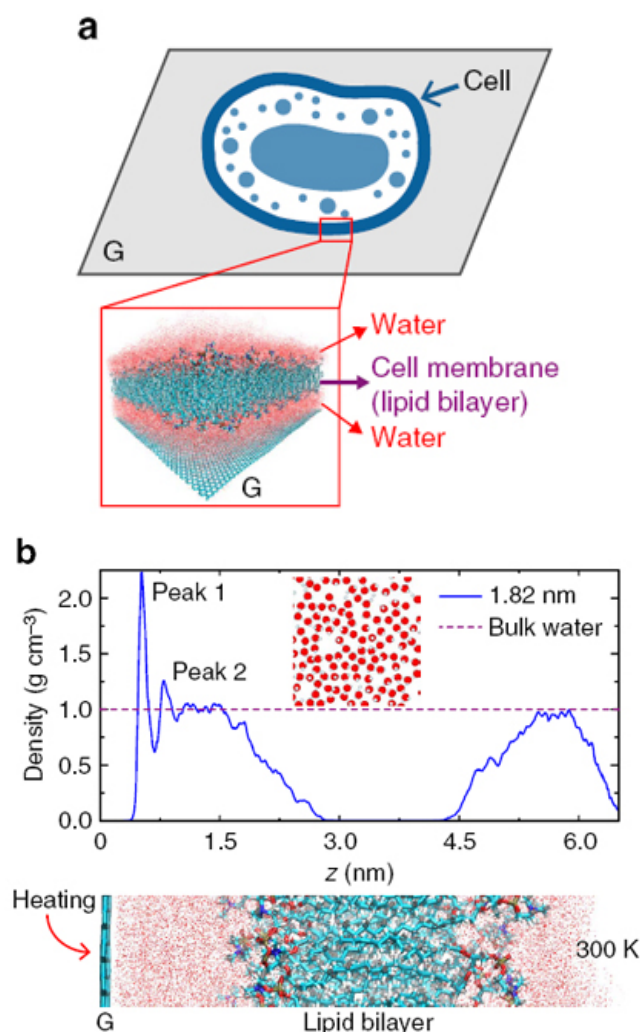 a
Cell
G
Water
Cell membrane
(lipid bilayer)
Water
G
b
2.0
1.5
1.0
0.5
0.0
Density (g cm⁻³)
Peak 1
Peak 2
1.82 nm
Bulk water
0 1.5 3.0 4.5 6.0
z (nm)
Heating
300 K
G Lipid bilayer